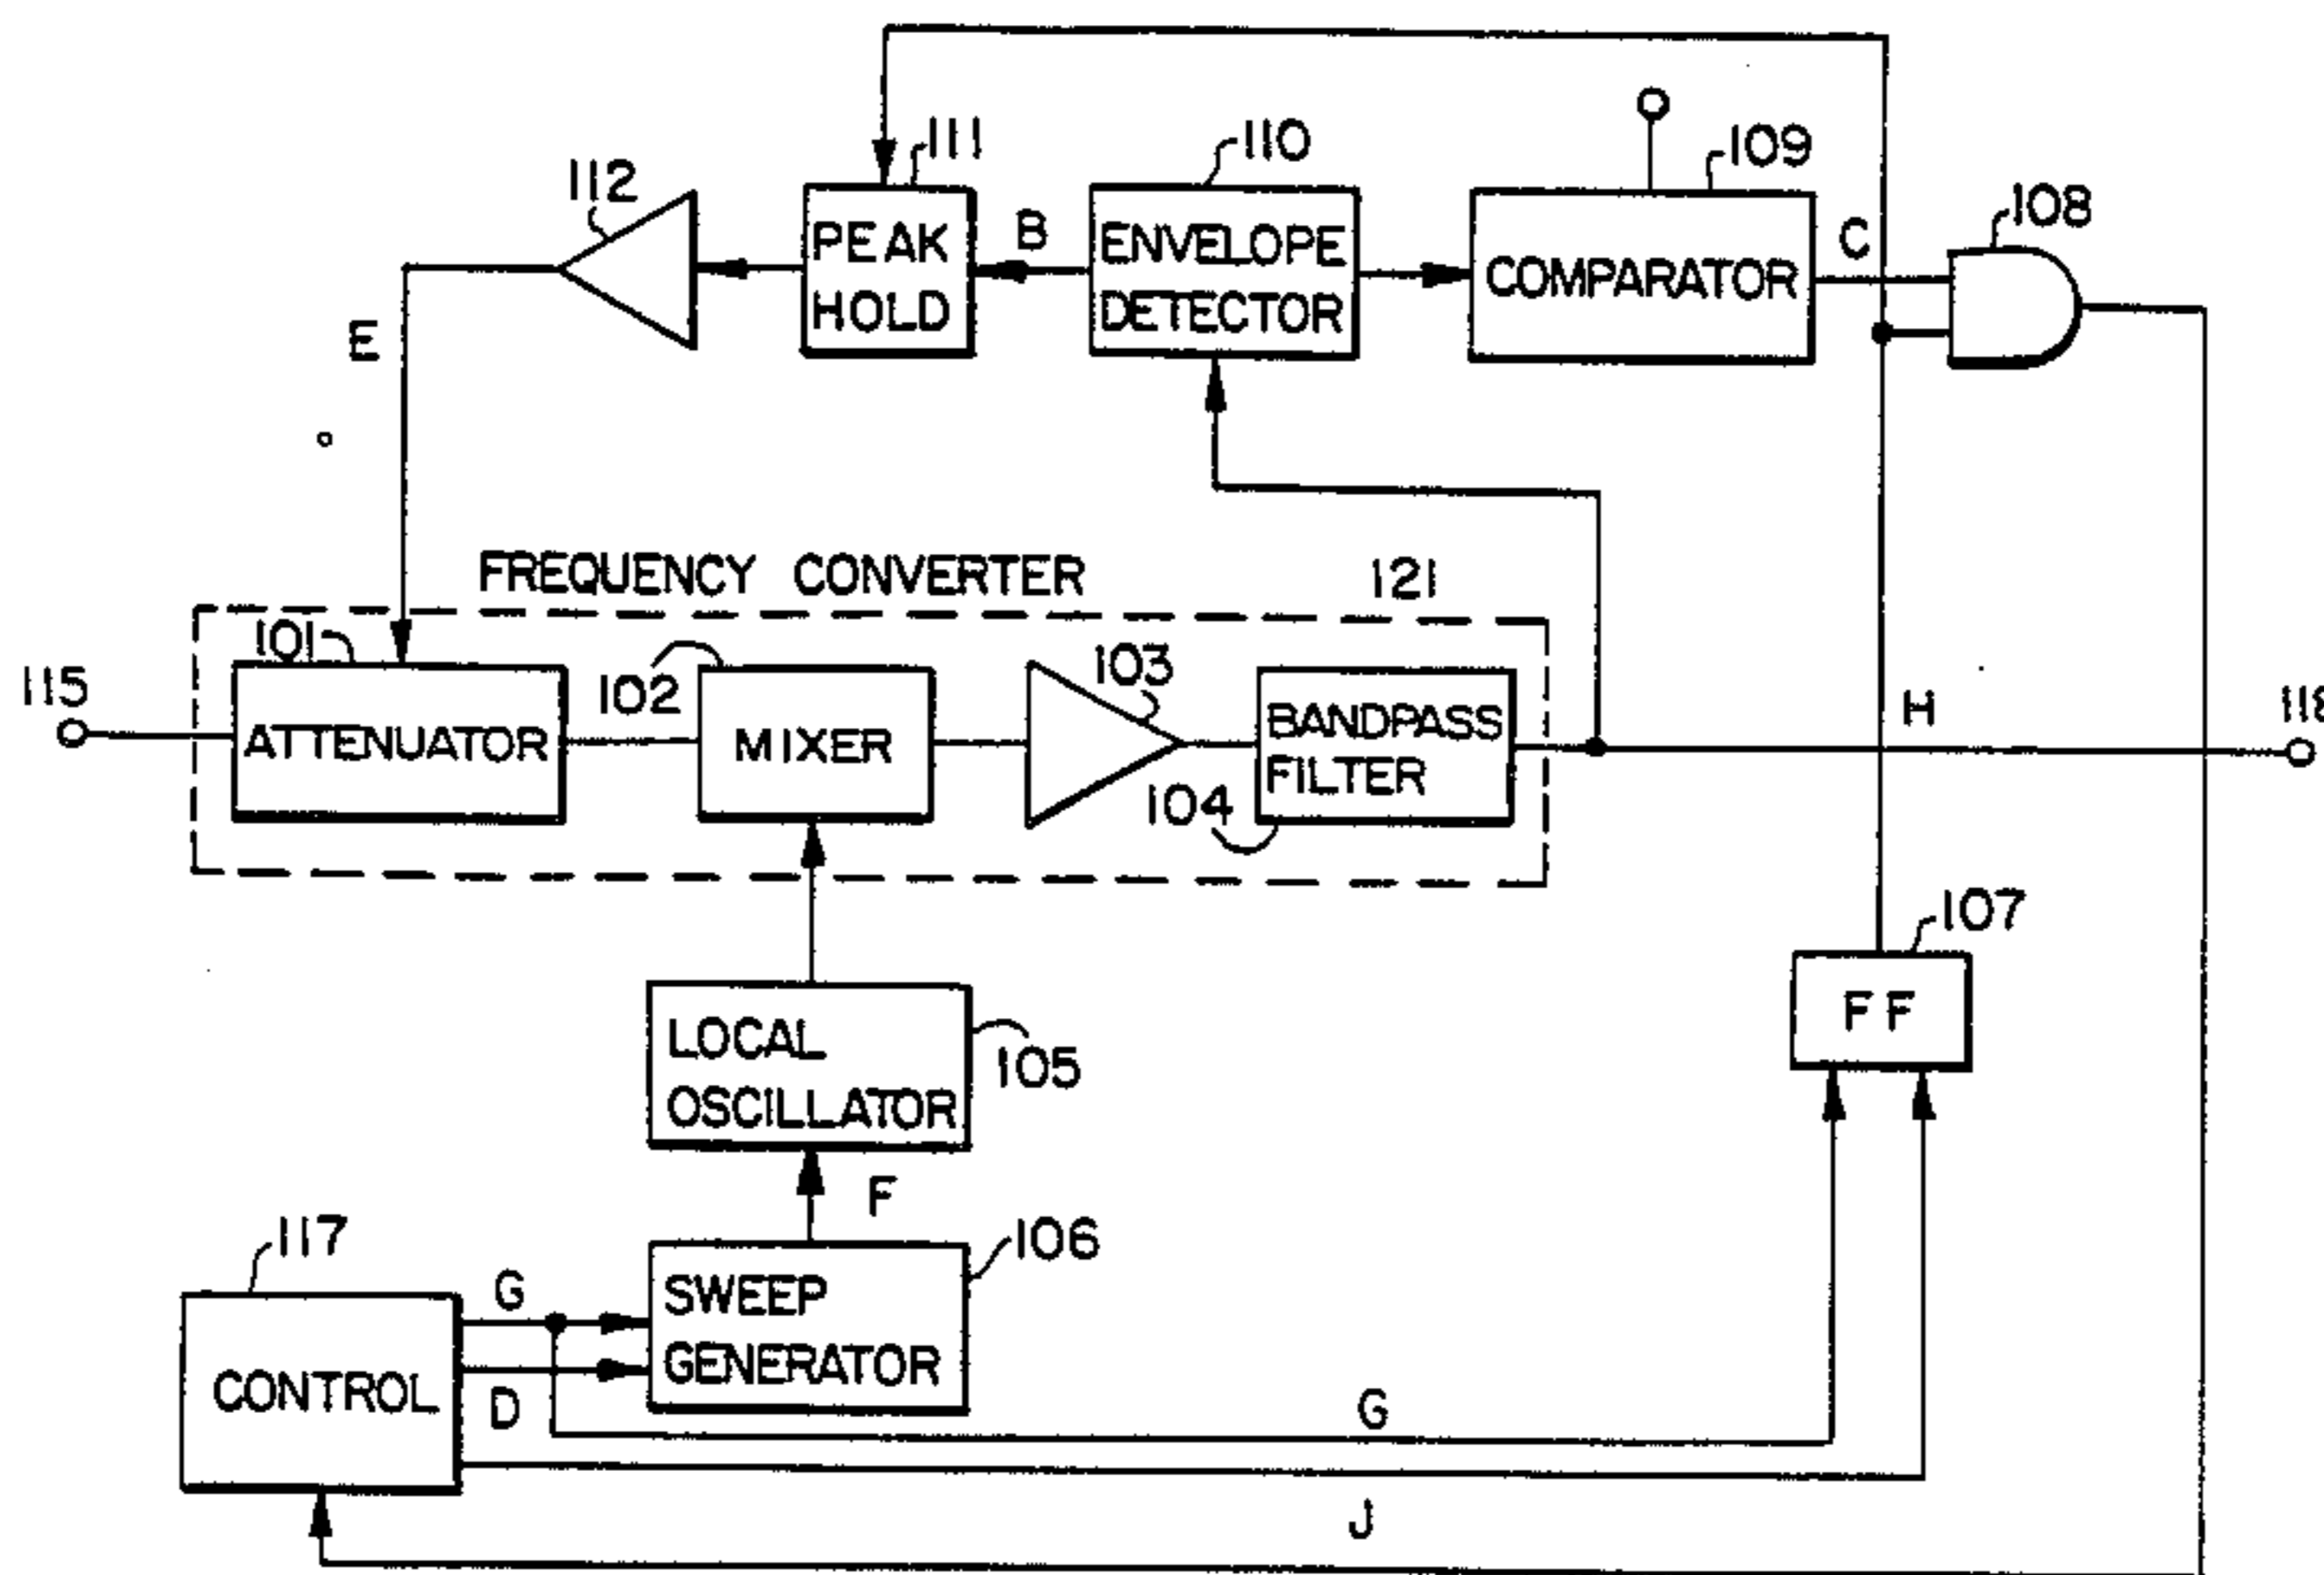 111
110
109
108
112
PEAK
HOLD
B
ENVELOPE
DETECTOR
COMPARATOR
C
E
FREQUENCY CONVERTER
121
101
115
ATTENUATOR
102
MIXER
103
BANDPASS
FILTER
104
H
118
107
FF
LOCAL
OSCILLATOR
105
F
117
G
SWEEP
GENERATOR
106
CONTROL
D
G
J